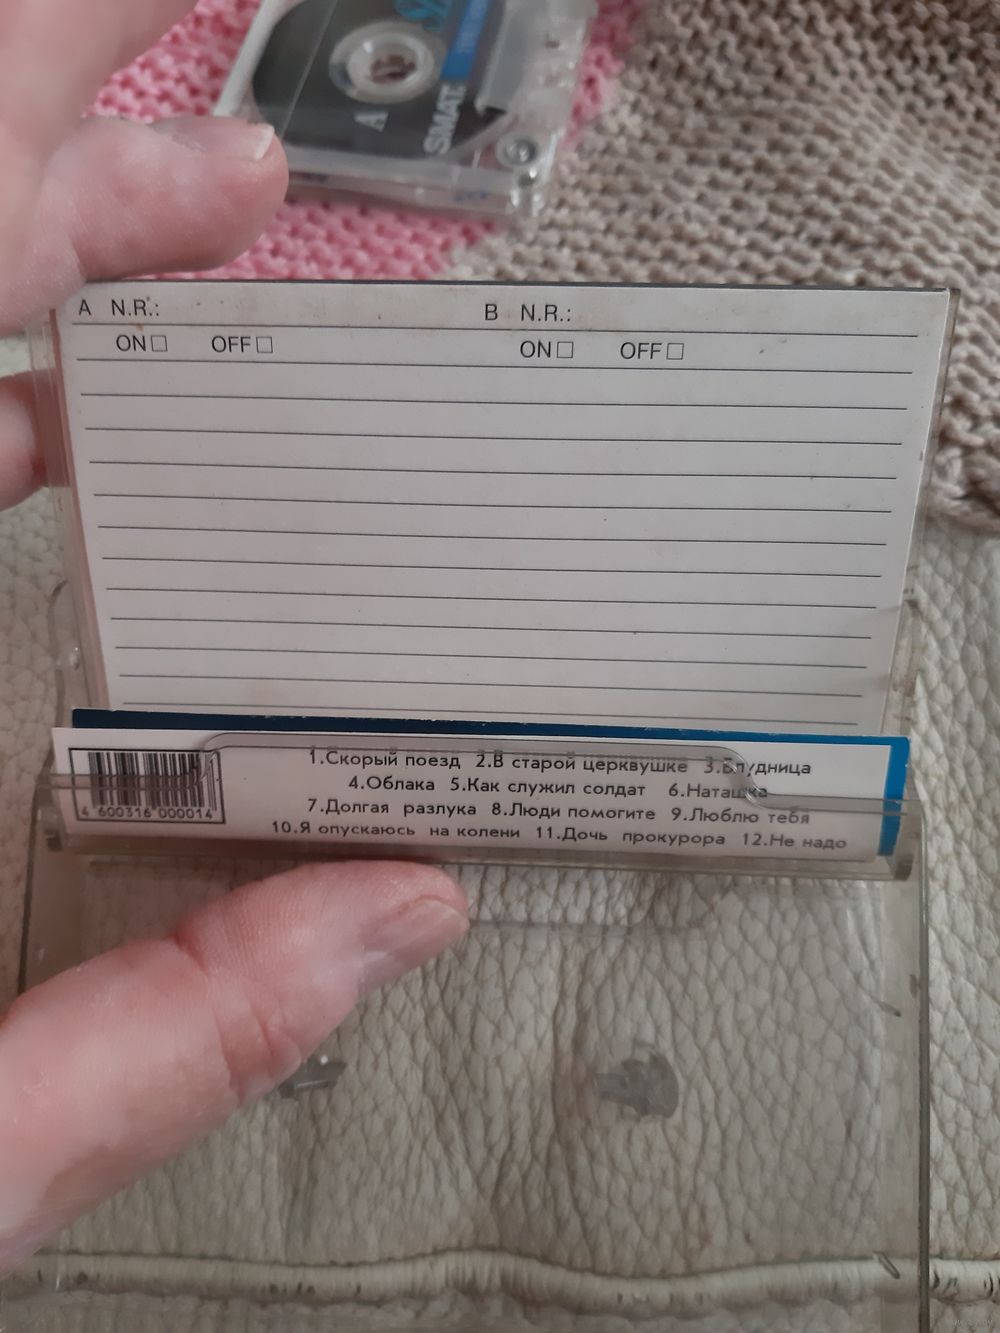 A
SMAT
A N.R.: B N.R.:
ON OFF ON OFF
1.Скорый поезд 2.В старой церквушке 3.Блудница
4.Облака 5.Как служил солдат 6.Наташка
7.Долгая разлука 8.Люди помогите 9.Люблю тебя
10.Я опускаюсь на колени 11.Дочь прокурора 12.Не надо
4 600316 000014